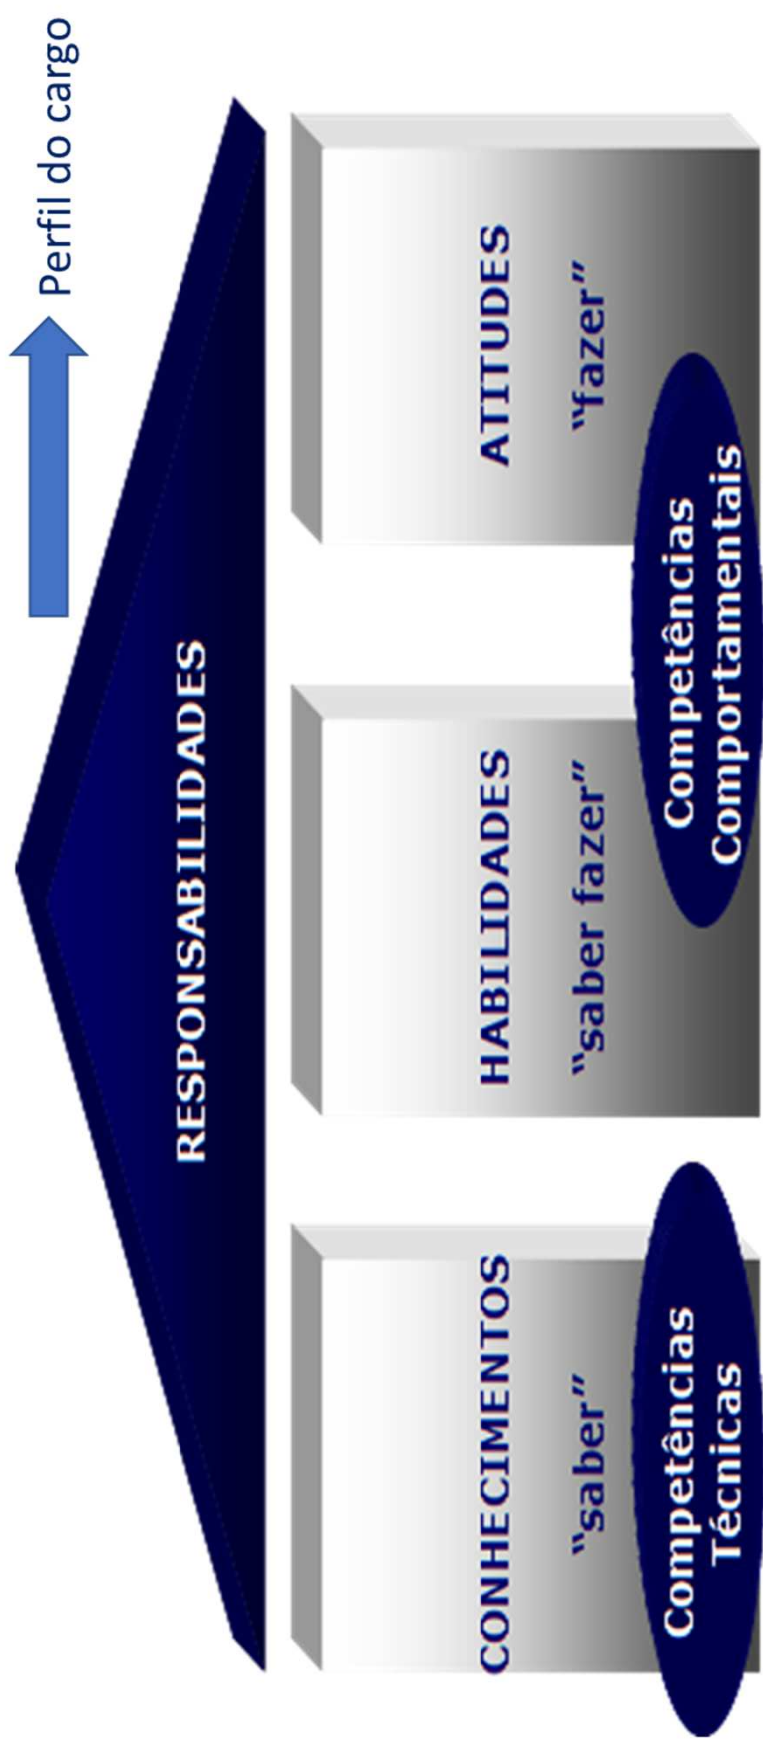 Perfil do cargo
RESPONSABILIDADES
CONHECIMENTOS
“saber”
HABILIDADES
“saber fazer”
ATITUDES
“fazer”
Competências
Técnicas
Competências
Comportamentais